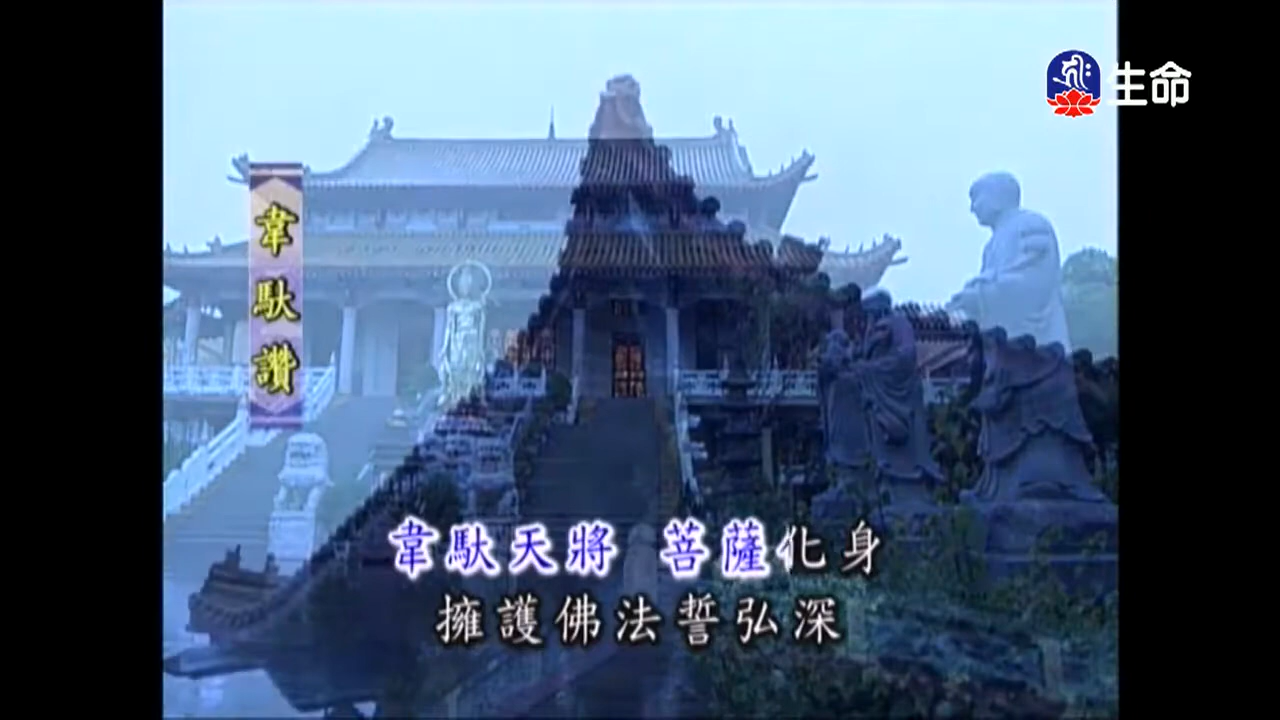 生命
韋馱讚
韋馱天將 菩薩化身
擁護佛法誓弘深